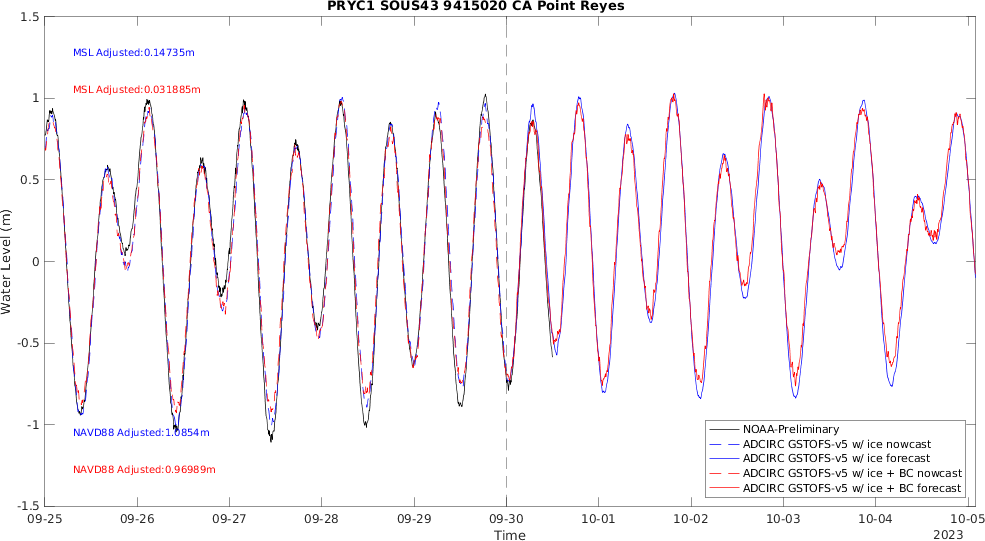 PRYC1 SOUS43 9415020 CA Point Reyes
1.5
MSL Adjusted:0.14735m
MSL Adjusted:0.031885m
1
0.5
Water Level (m)
0
-0.5
-1
NAVD88 Adjusted:1.0854m
NAVD88 Adjusted:0.96989m
-1.5
NOAA-Preliminary
ADCIRC GSTOFS-v5 w/ ice nowcast
ADCIRC GSTOFS-v5 w/ ice forecast
ADCIRC GSTOFS-v5 w/ ice + BC nowcast
ADCIRC GSTOFS-v5 w/ ice + BC forecast
09-25 09-26 09-27 09-28 09-29 09-30 10-01 10-02 10-03 10-04 10-05
Time
2023